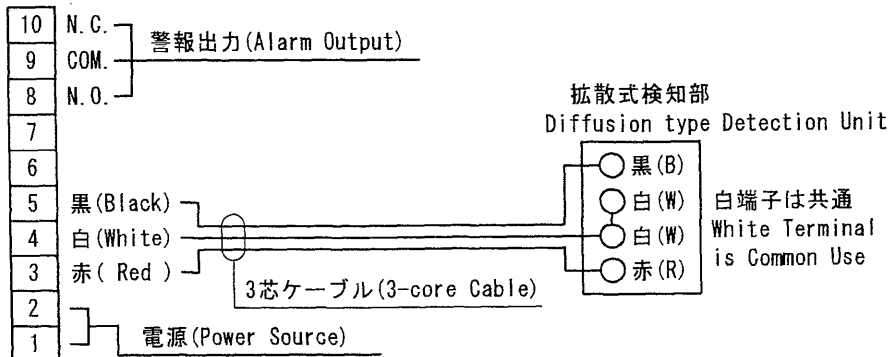 10 N.C.
9 COM.
8 N.O.
警報出力(Alarm Output)
7
6
5 黒(Black)
4 白(White)
3 赤( Red )
2
1
3芯ケーブル(3-core Cable)
電源(Power Source)
拡散式検知部
Diffusion type Detection Unit
黒(B)
白(W)
白(W)
赤(R)
白端子は共通
White Terminal
is Common Use